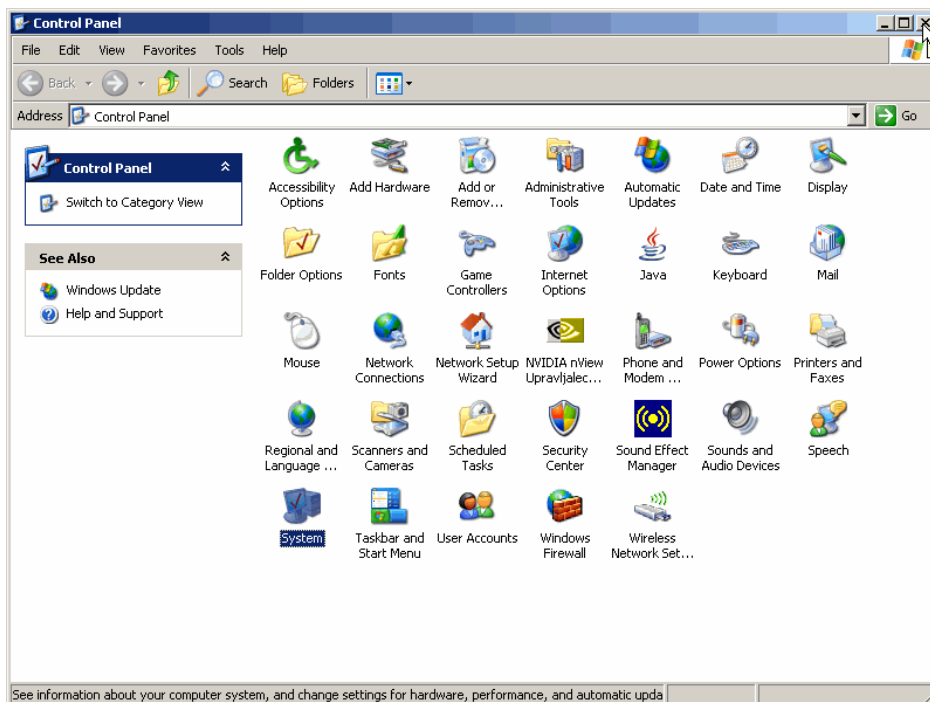 Control Panel
File Edit View Favorites Tools Help
Back Search Folders
Address Control Panel Go
Control Panel
Switch to Category View
See Also
Windows Update
Help and Support
Accessibility
Options
Add Hardware
Add or
Remov...
Administrative
Tools
Automatic
Updates
Date and Time
Display
Folder Options
Fonts
Game
Controllers
Internet
Options
Java
Keyboard
Mail
Mouse
Network
Connections
Network Setup
Wizard
NVIDIA nView
Upravljalec...
Phone and
Modem ...
Power Options
Printers and
Faxes
Regional and
Language ...
Scanners and
Cameras
Scheduled
Tasks
Security
Center
Sound Effect
Manager
Sounds and
Audio Devices
Speech
System
Taskbar and
Start Menu
User Accounts
Windows
Firewall
Wireless
Network Set...
See information about your computer system, and change settings for hardware, performance, and automatic upda